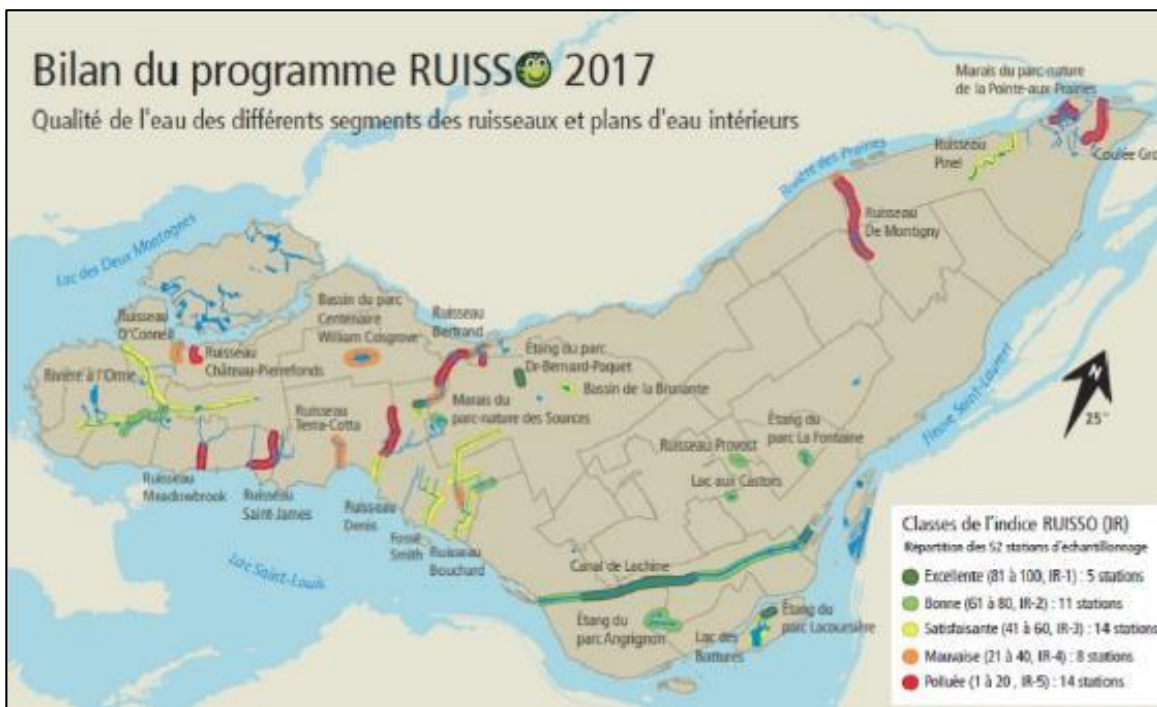 Bilan du programme RUISSO 2017
Qualité de l'eau des différents segments des ruisseaux et plans d'eau intérieurs
Marais du parc-nature
de la Pointe-aux-Prairies
Ruisseau
Pinel
Coulée Gro
Rivière des Prairies
Ruisseau
De Montigny
Lac des Deux Montagnes
Ruisseau
O'Connell
Bassin du parc
Centenaire
William Cosgrove
Ruisseau
Bertrand
Ruisseau
Château-Pierrefonds
Étang du parc
Dr-Bernard-Paquet
Rivière à l'Orme
Bassin de la Brunante
Marais du
parc-nature des Sources
Ruisseau
Terra-Cotta
Fleuve Saint-Laurent
N
25°
Étang du
parc La Fontaine
Ruisseau Provost
Lac aux Castors
Ruisseau
Meadowbrook
Ruisseau
Saint-James
Ruisseau
Denis
Fossé
Smith
Ruisseau
Bouchard
Lac Saint-Louis
Canal de Lachine
Étang du
parc Angrignon
Lac des
Battures
Étang du
parc Lacoursière
Classes de l'indice RUISSO (IR)
Répartition des 52 stations d'échantillonnage
Excellente (81 à 100, IR-1) : 5 stations
Bonne (61 à 80, IR-2) : 11 stations
Satisfaisante (41 à 60, IR-3) : 14 stations
Mauvaise (21 à 40, IR-4) : 8 stations
Polluée (1 à 20 , IR-5) : 14 stations